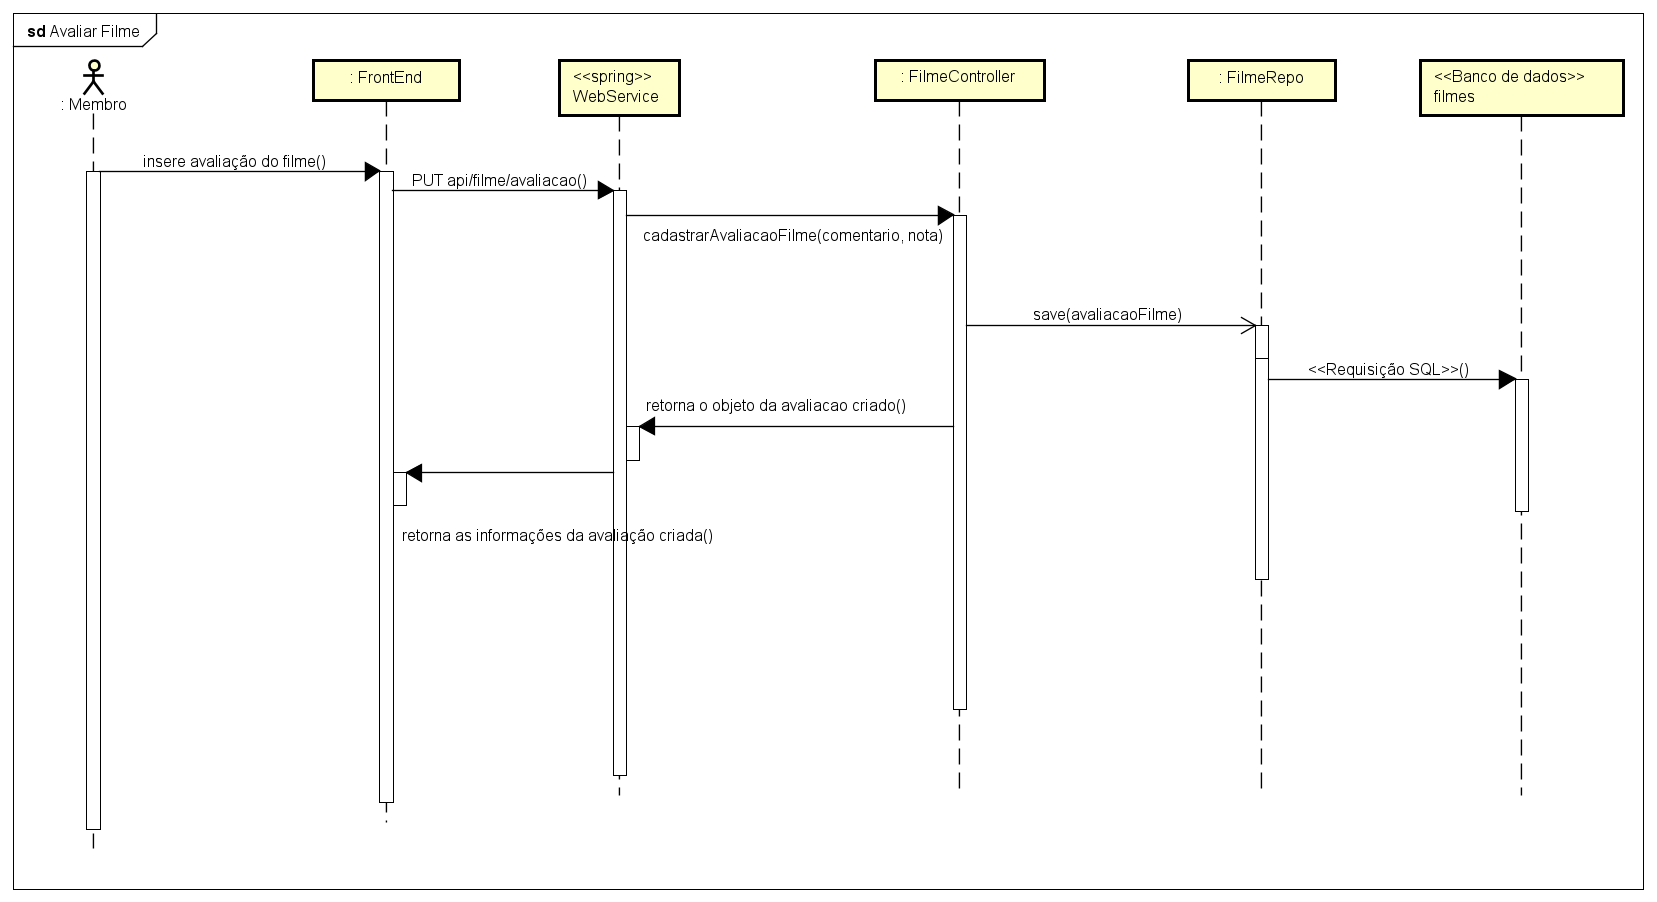 sd Avaliar Filme
: Membro
: FrontEnd
<<spring>>
WebService
: FilmeController
: FilmeRepo
<<Banco de dados>>
filmes
insere avaliação do filme()
PUT api/filme/avaliacao()
cadastrarAvaliacaoFilme(comentario, nota)
save(avaliacaoFilme)
<<Requisição SQL>>()
retorna o objeto da avaliacao criado()
retorna as informações da avaliação criada()